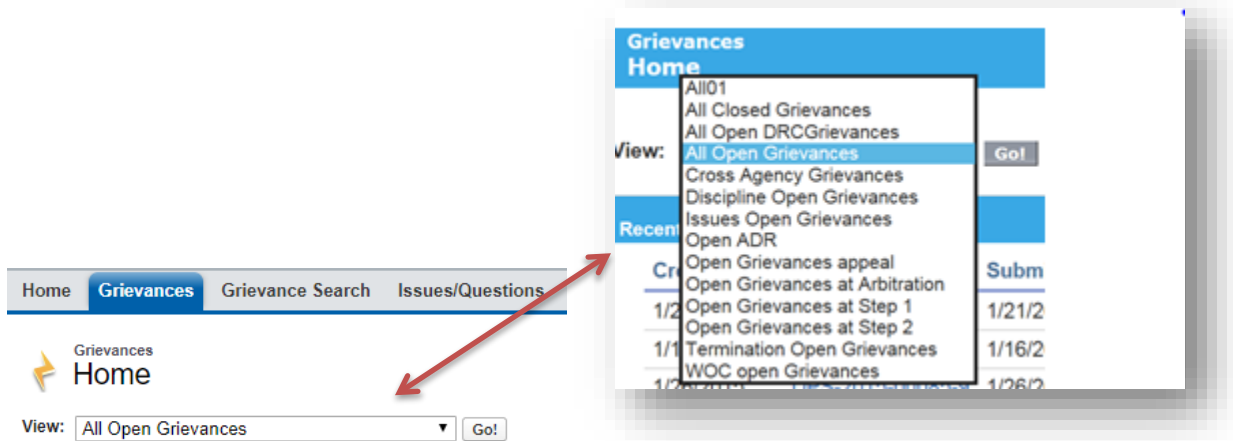 Grievances
Home
All01
All Closed Grievances
All Open DRCGrievances
View: All Open Grievances Go!
Cross Agency Grievances
Discipline Open Grievances
Issues Open Grievances
Recent
Open ADR
Open Grievances appeal
Subm
Open Grievances at Arbitration
Open Grievances at Step 1
1/21/2
Open Grievances at Step 2
Termination Open Grievances
1/16/2
WOC open Grievances
1/26/2
Home Grievances Grievance Search Issues/Questions
Grievances
Home
View: All Open Grievances Go!